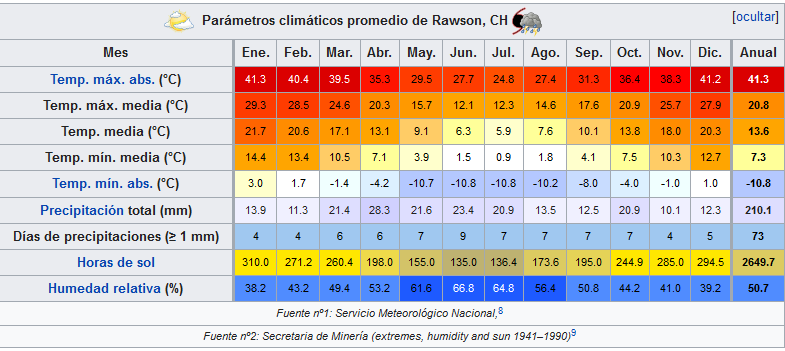 Parámetros climáticos promedio de Rawson, CH [ocultar]
Mes Ene. Feb. Mar. Abr. May. Jun. Jul. Ago. Sep. Oct. Nov. Dic. Anual
Temp. máx. abs. (°C) 41.3 40.4 39.5 35.3 29.5 27.7 24.8 27.4 31.3 36.4 38.3 41.2 41.3
Temp. máx. media (°C) 29.3 28.5 24.6 20.3 15.7 12.1 12.3 14.6 17.6 20.9 25.7 27.9 20.8
Temp. media (°C) 21.7 20.6 17.1 13.1 9.1 6.3 5.9 7.6 10.1 13.8 18.0 20.3 13.6
Temp. mín. media (°C) 14.4 13.4 10.5 7.1 3.9 1.5 0.9 1.8 4.1 7.5 10.3 12.7 7.3
Temp. mín. abs. (°C) 3.0 1.7 -1.4 -4.2 -10.7 -10.8 -10.8 -10.2 -8.0 -4.0 -1.0 1.0 -10.8
Precipitación total (mm) 13.9 11.3 21.4 28.3 21.6 23.4 20.9 13.5 12.5 20.9 10.1 12.3 210.1
Días de precipitaciones (≥ 1 mm) 4 4 6 6 7 9 7 7 7 7 4 5 73
Horas de sol 310.0 271.2 260.4 198.0 155.0 135.0 136.4 173.6 195.0 244.9 285.0 294.5 2649.7
Humedad relativa (%) 38.2 43.2 49.4 53.2 61.6 66.8 64.8 56.4 50.8 44.2 41.0 39.2 50.7
Fuente nº1: Servicio Meteorológico Nacional,8
Fuente nº2: Secretaria de Minería (extremes, humidity and sun 1941–1990)9